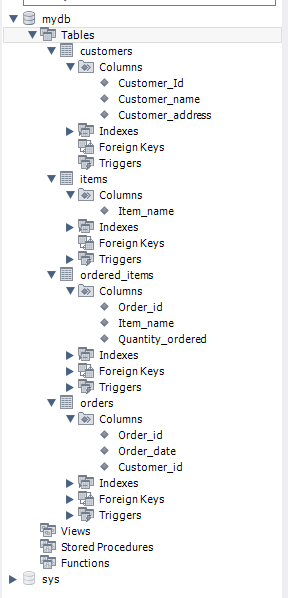 mydb
Tables
customers
Columns
Customer_Id
Customer_name
Customer_address
Indexes
Foreign Keys
Triggers
items
Columns
Item_name
Indexes
Foreign Keys
Triggers
ordered_items
Columns
Order_id
Item_name
Quantity_ordered
Indexes
Foreign Keys
Triggers
orders
Columns
Order_id
Order_date
Customer_id
Indexes
Foreign Keys
Triggers
Views
Stored Procedures
Functions
sys